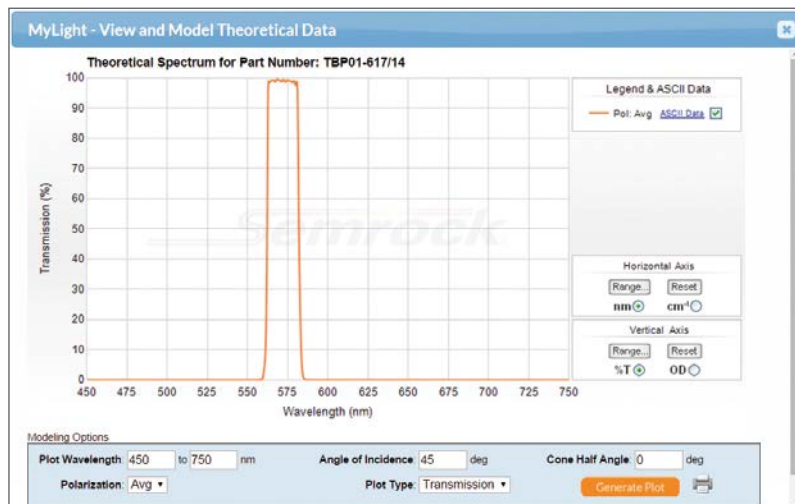 MyLight - View and Model Theoretical Data
Theoretical Spectrum for Part Number: TBP01-617/14
Transmission (%)
100
90
80
70
60
50
40
30
20
10
0
450 475 500 525 550 575 600 625 650 675 700 725 750
Wavelength (nm)
Semrock
Legend & ASCII Data
Pol: Avg ASCII Data
Horizontal Axis
Range... Reset
nm cm⁻¹
Vertical Axis
Range... Reset
%T OD
Modeling Options
Plot Wavelength: 450 to 750 nm Angle of Incidence: 45 deg Cone Half Angle: 0 deg
Polarization: Avg Plot Type: Transmission Generate Plot